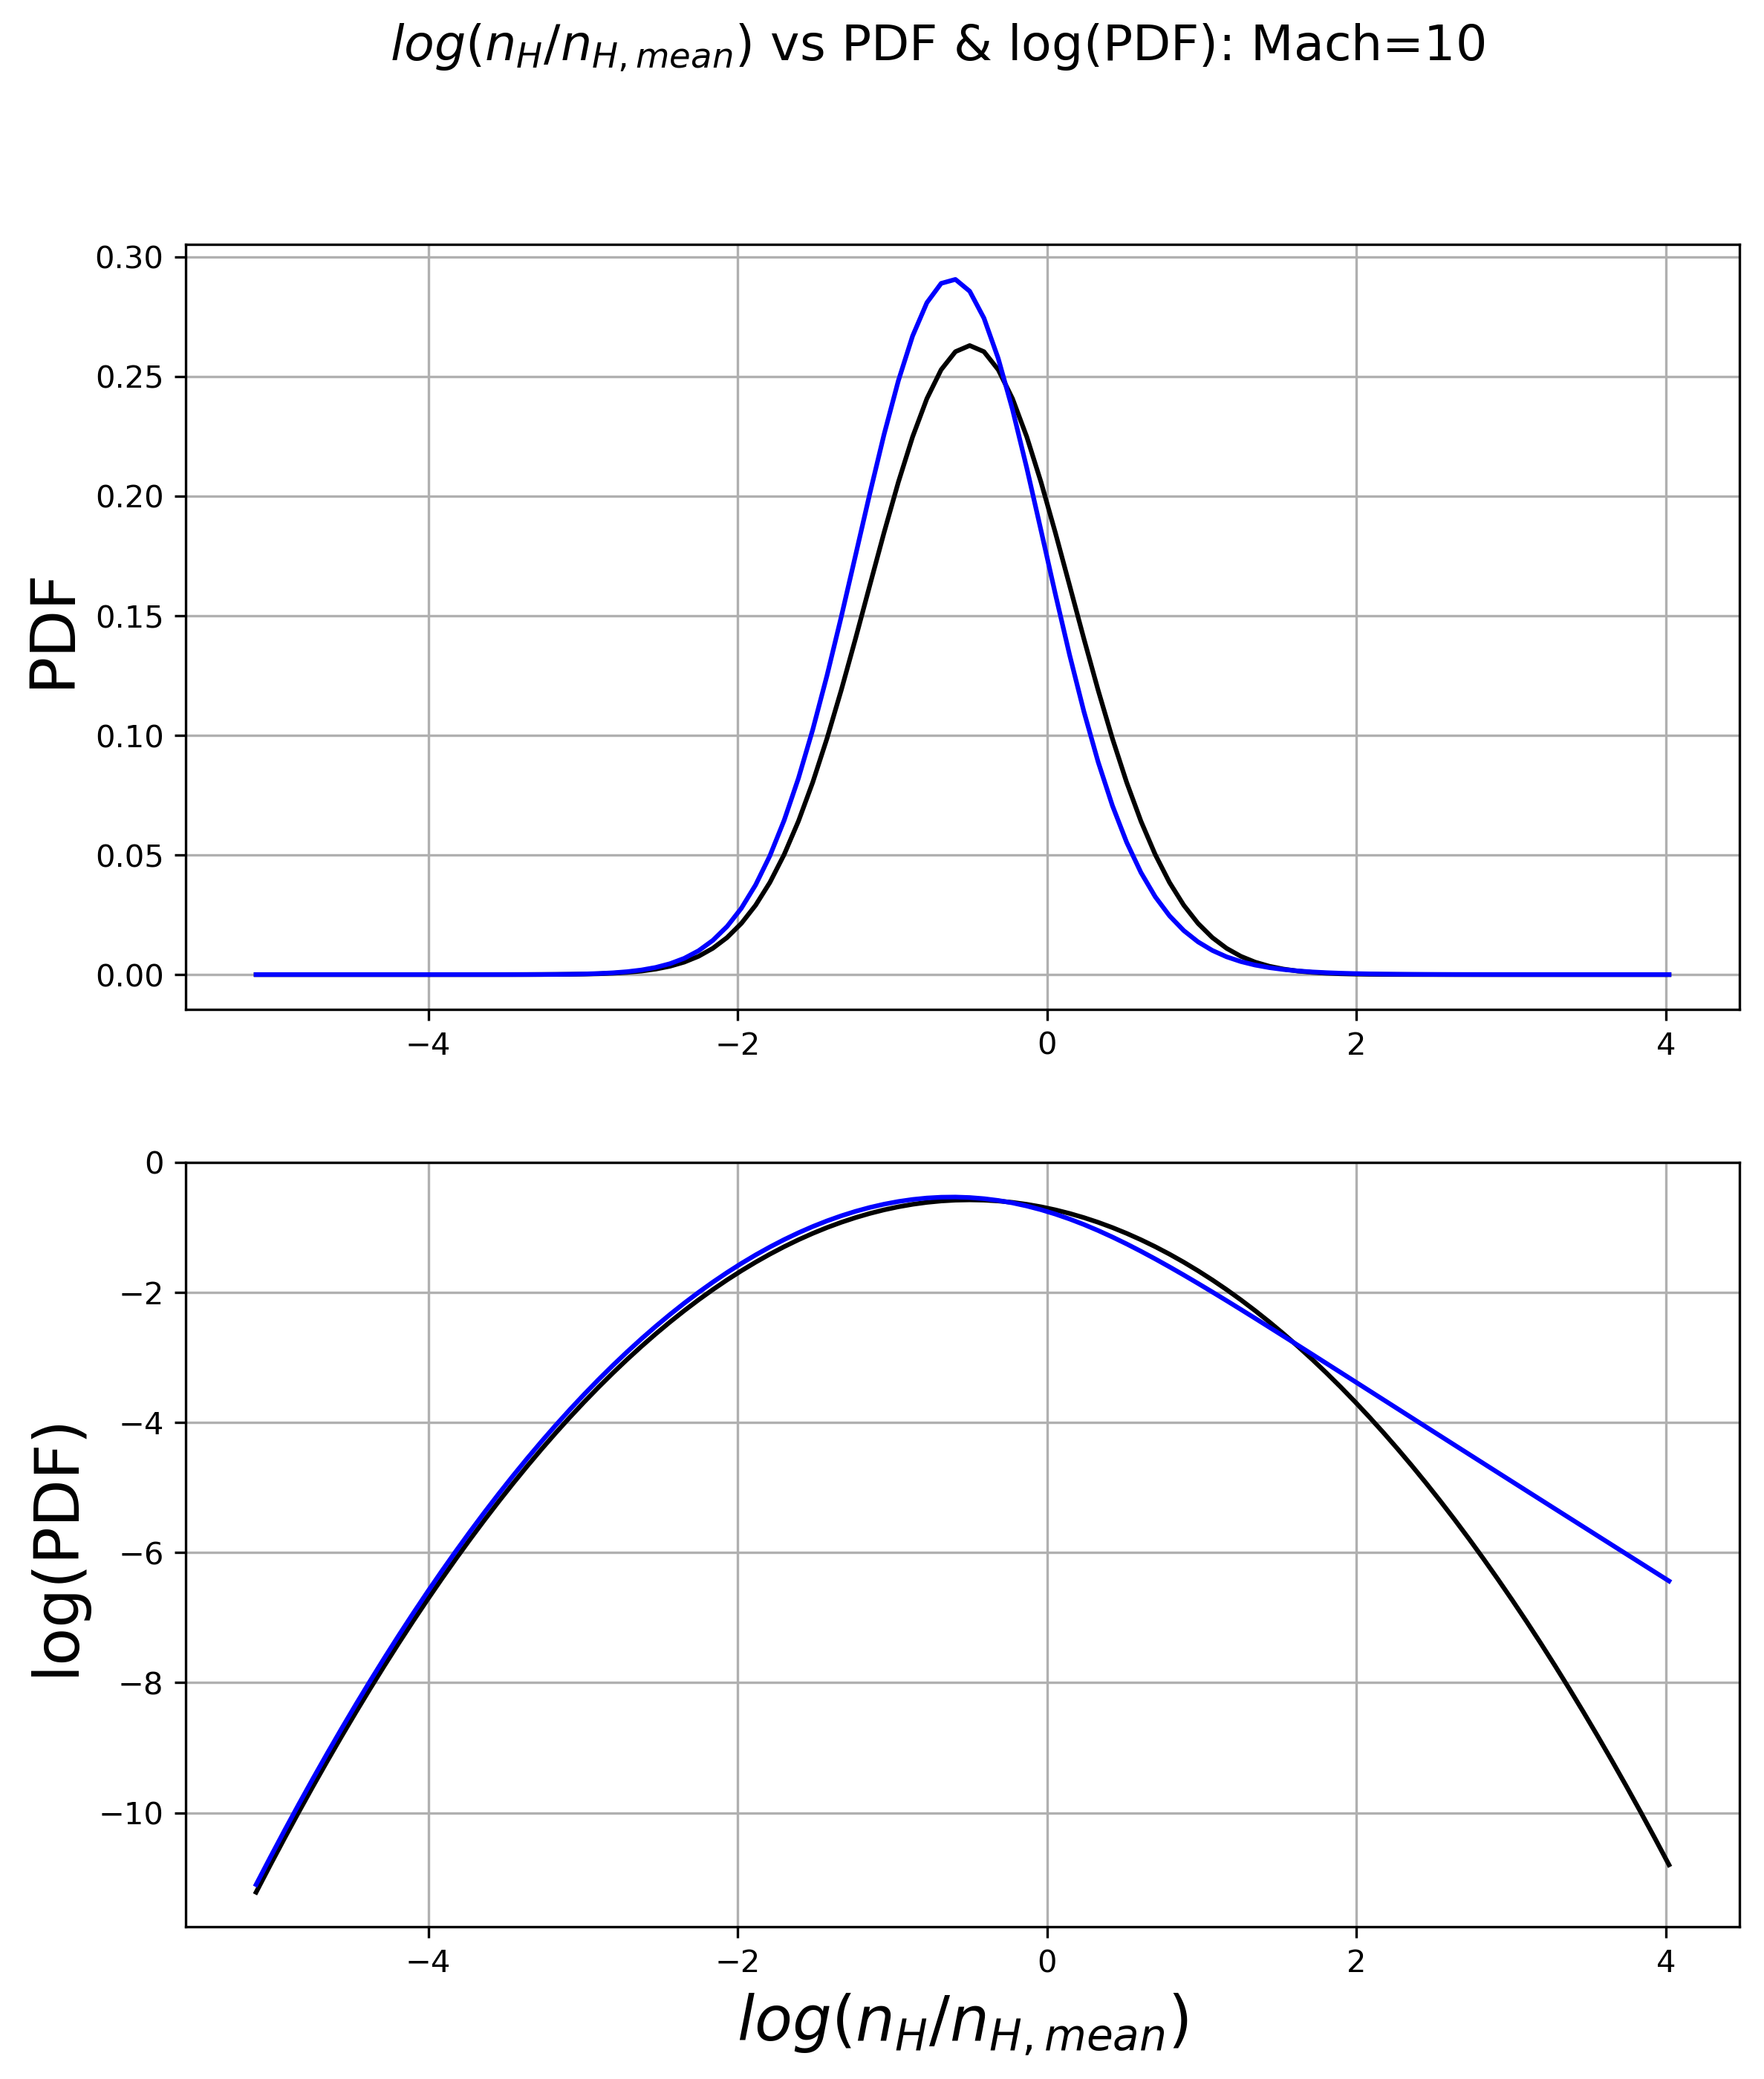 log(n_H/n_{H, mean}) vs PDF & log(PDF): Mach=10
0.30
0.25
0.20
0.15
0.10
0.05
0.00
PDF
−4 −2 0 2 4
0
−2
−4
−6
−8
−10
log(PDF)
−4 −2 0 2 4
log(n_H/n_{H, mean})